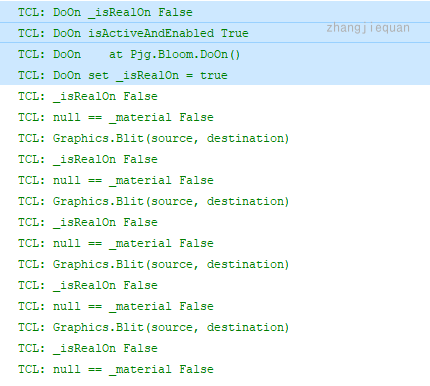 TCL: DoOn _isRealOn False
TCL: DoOn isActiveAndEnabled True
zhangjiequan
TCL: DoOn    at Pjg.Bloom.DoOn()
TCL: DoOn set _isRealOn = true
TCL: _isRealOn False
TCL: null == _material False
TCL: Graphics.Blit(source, destination)
TCL: _isRealOn False
TCL: null == _material False
TCL: Graphics.Blit(source, destination)
TCL: _isRealOn False
TCL: null == _material False
TCL: Graphics.Blit(source, destination)
TCL: _isRealOn False
TCL: null == _material False
TCL: Graphics.Blit(source, destination)
TCL: _isRealOn False
TCL: null == _material False